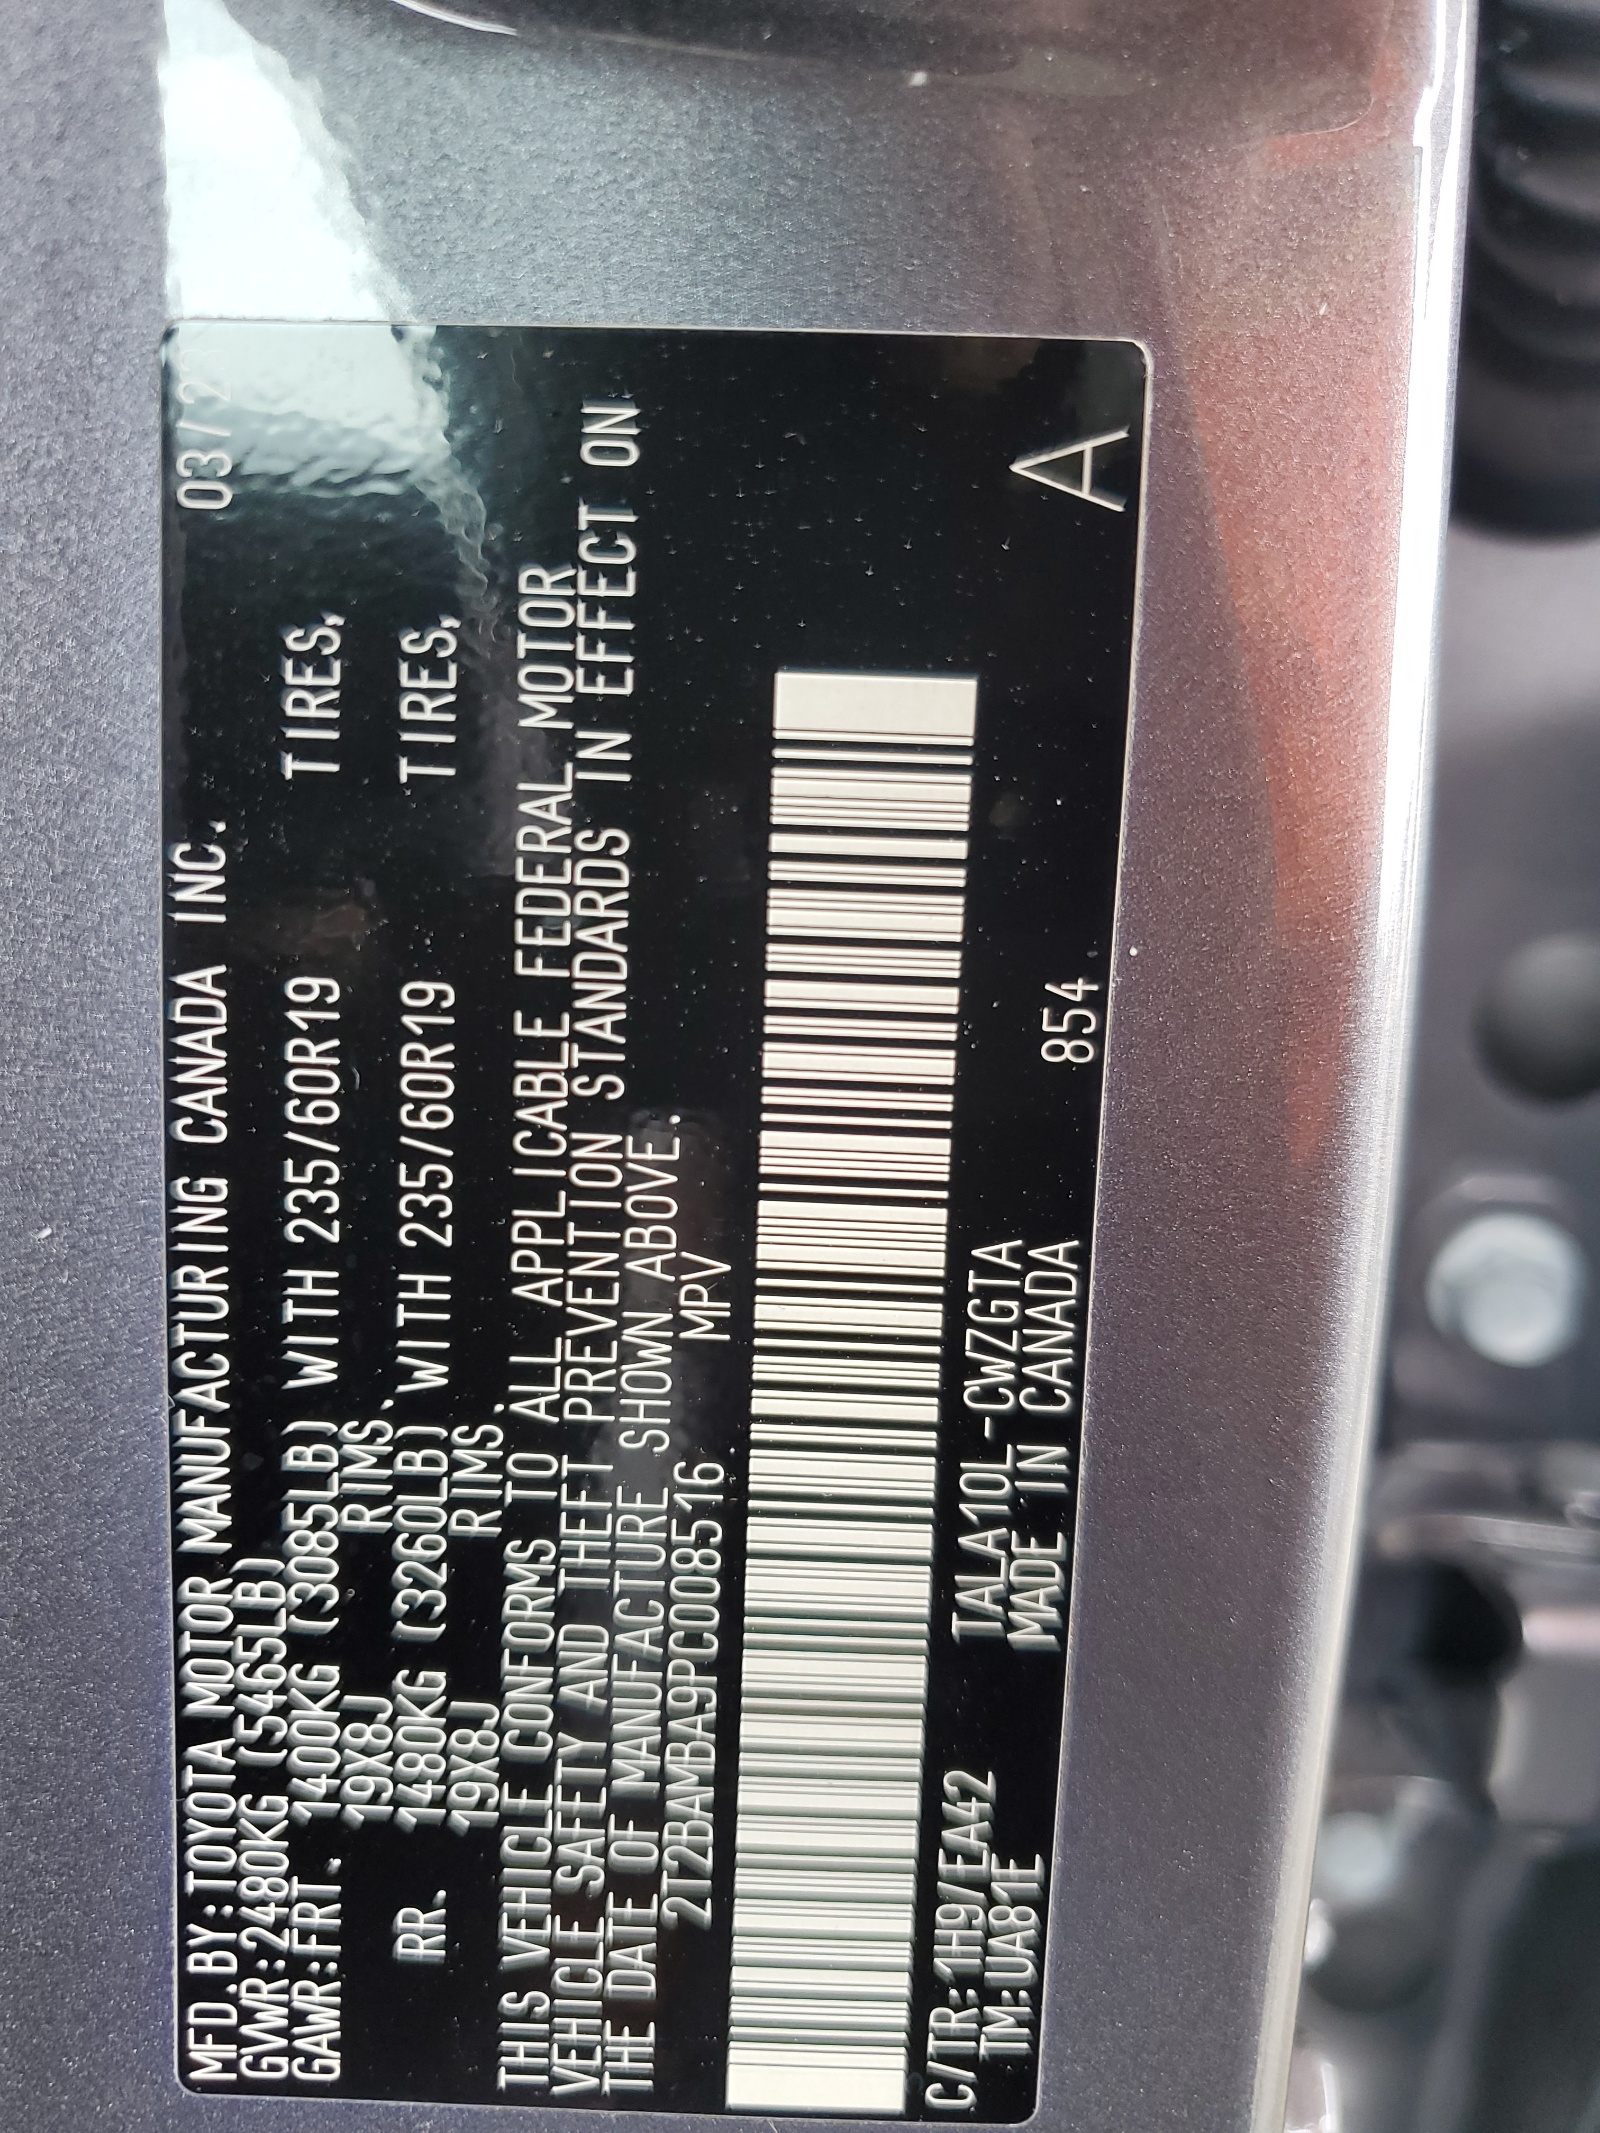 MFD.BY:TOYOTA MOTOR MANUFACTURING CANADA INC. 03/23
GVWR:2480KG (5465LB)
GAWR:FRT. 1400KG (3085LB) WITH 235/60R19 TIRES,
19X8J RIMS.
RR. 1480KG (3260LB) WITH 235/60R19 TIRES,
19X8J RIMS.
THIS VEHICLE CONFORMS TO ALL APPLICABLE FEDERAL MOTOR
VEHICLE SAFETY AND THEFT PREVENTION STANDARDS IN EFFECT ON
THE DATE OF MANUFACTURE SHOWN ABOVE.
2T2BAMBA9PC008516 MPV
C/TR:1H9/EA42 TALA10L-CWZGTA
TM:UA81E MADE IN CANADA 854 A